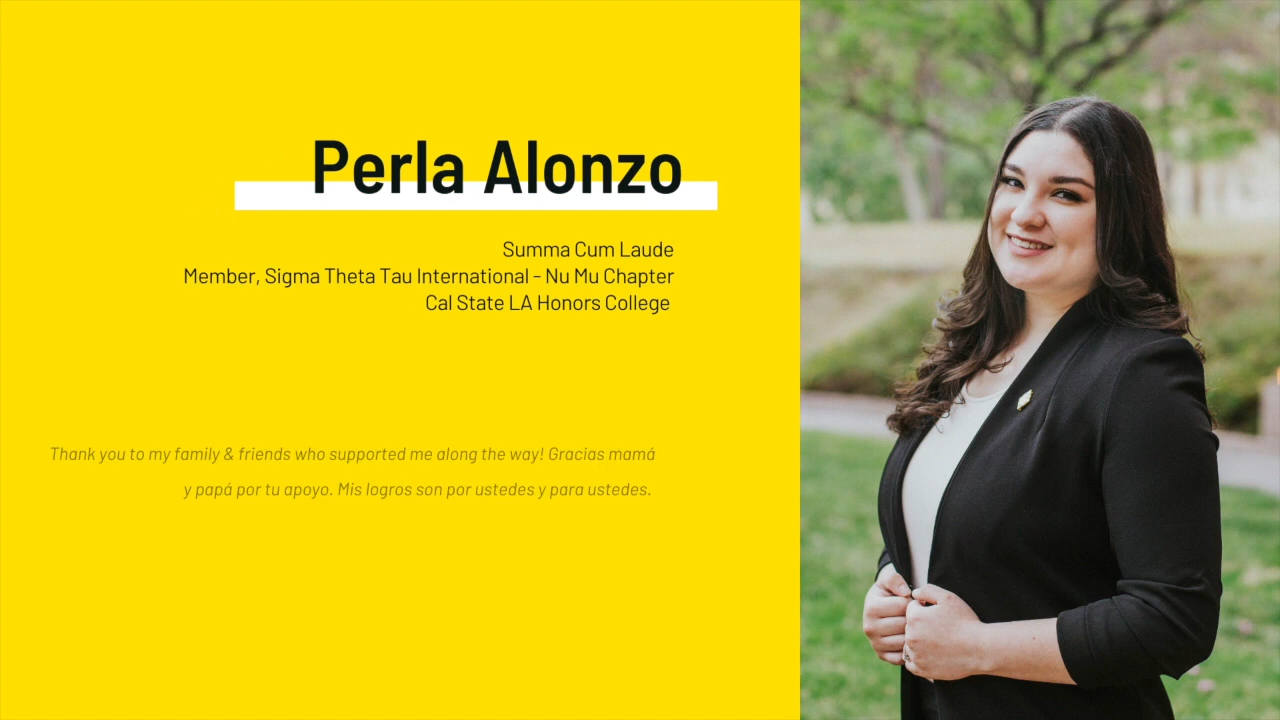 Perla Alonzo
Summa Cum Laude
Member, Sigma Theta Tau International - Nu Mu Chapter
Cal State LA Honors College
Thank you to my family & friends who supported me along the way! Gracias mamá
y papá por tu apoyo. Mis logros son por ustedes y para ustedes.